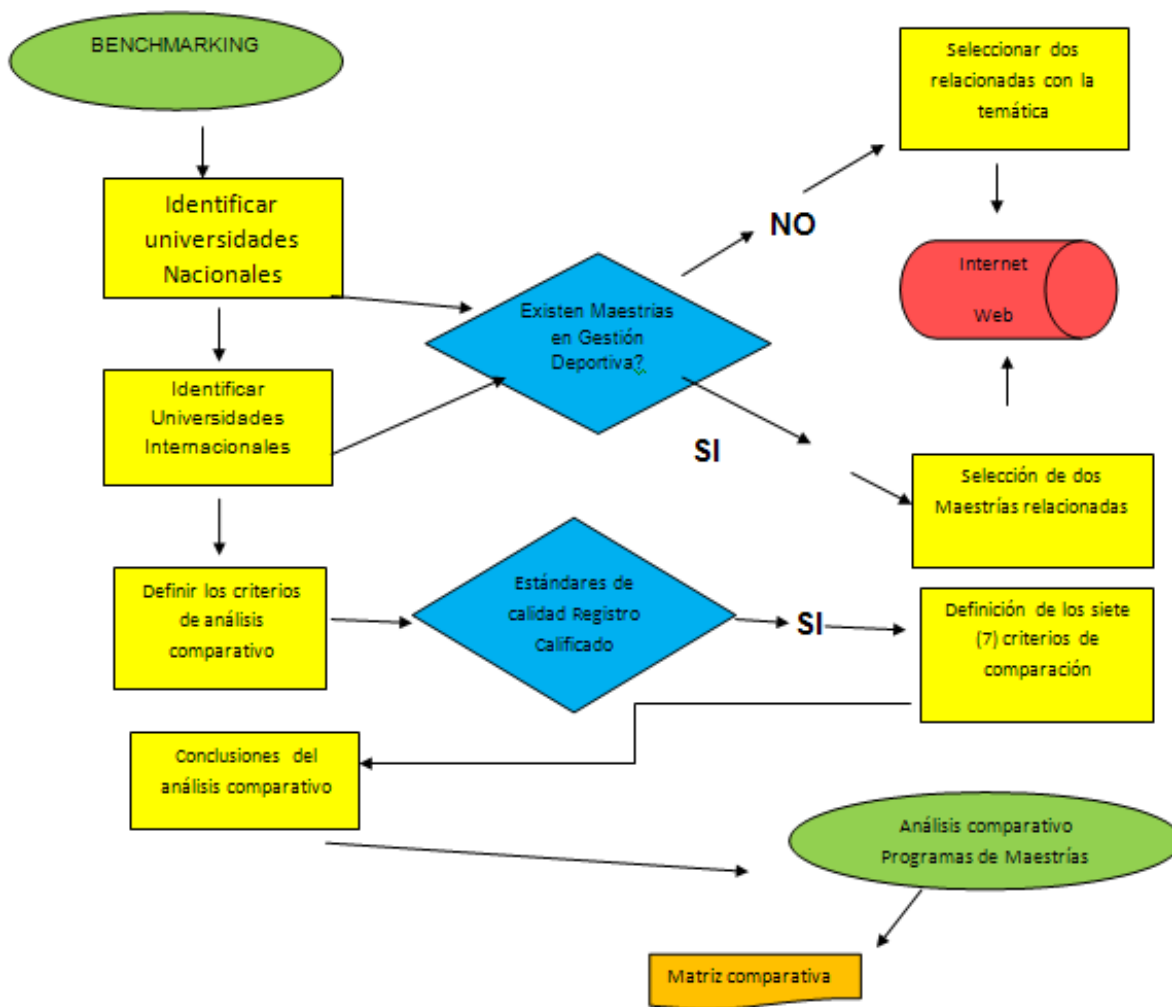 BENCHMARKING
Seleccionar dos
relacionadas con la
temática
Identificar
universidades
Nacionales
NO
Internet
Web
Existen Maestrias
en Gestión
Deportiva?
Identificar
Universidades
Internacionales
SI
Selección de dos
Maestrías relacionadas
Definir los criterios
de análisis
comparativo
Estándares de
calidad Registro
Calificado
SI
Definición de los siete
(7) criterios de
comparación
Conclusiones del
análisis comparativo
Análisis comparativo
Programas de Maestrías
Matriz comparativa